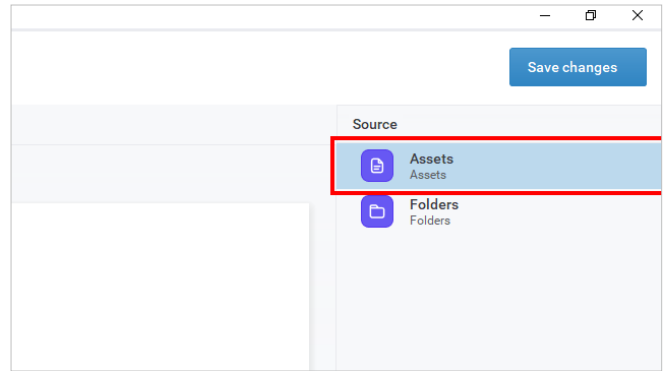 Save changes
Source
Assets
Assets
Folders
Folders